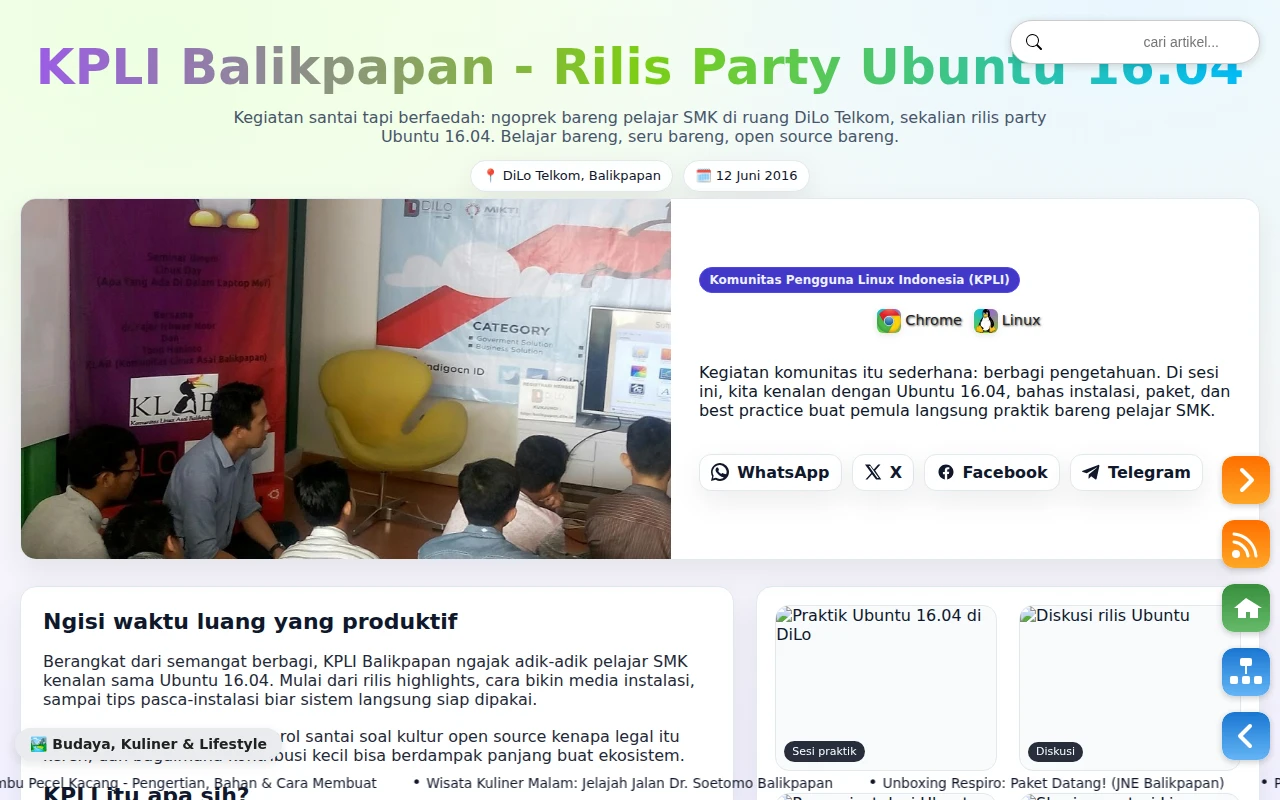 KPLI Balikpapan - Rilis Party Ubuntu 16.04
cari artikel...
Kegiatan santai tapi berfaedah: ngoprek bareng pelajar SMK di ruang DiLo Telkom, sekalian rilis party
Ubuntu 16.04. Belajar bareng, seru bareng, open source bareng.
📍 DiLo Telkom, Balikpapan
🗓️ 12 Juni 2016
Seminar Umum
Linux Day
(Apa Yang Ada Di Dalam Laptop Me?)
Bersama
Dan
KLAB (Komunitas Linux Asal Balikpapan)
DILo
MIKTI
CATEGORY
Goverment Solution
Business Solution
indigocn ID
KLAB
Komunitas Linux Asal Balikpapan
Komunitas Pengguna Linux Indonesia (KPLI)
Chrome
Linux
Kegiatan komunitas itu sederhana: berbagi pengetahuan. Di sesi
ini, kita kenalan dengan Ubuntu 16.04, bahas instalasi, paket, dan
best practice buat pemula langsung praktik bareng pelajar SMK.
WhatsApp
X
Facebook
Telegram
Ngisi waktu luang yang produktif
Berangkat dari semangat berbagi, KPLI Balikpapan ngajak adik-adik pelajar SMK
kenalan sama Ubuntu 16.04. Mulai dari rilis highlights, cara bikin media instalasi,
sampai tips pasca-instalasi biar sistem langsung siap dipakai.
rol santai soal kultur open source kenapa legal itu
kecil bisa berdampak panjang buat ekosistem.
🏞️ Budaya, Kuliner & Lifestyle
KPLI itu apa sih?
Praktik Ubuntu 16.04 di
DiLo
Sesi praktik
Diskusi rilis Ubuntu
Diskusi
mbu Pecel Kacang - Pengertian, Bahan & Cara Membuat
• Wisata Kuliner Malam: Jelajah Jalan Dr. Soetomo Balikpapan
• Unboxing Respiro: Paket Datang! (JNE Balikpapan)